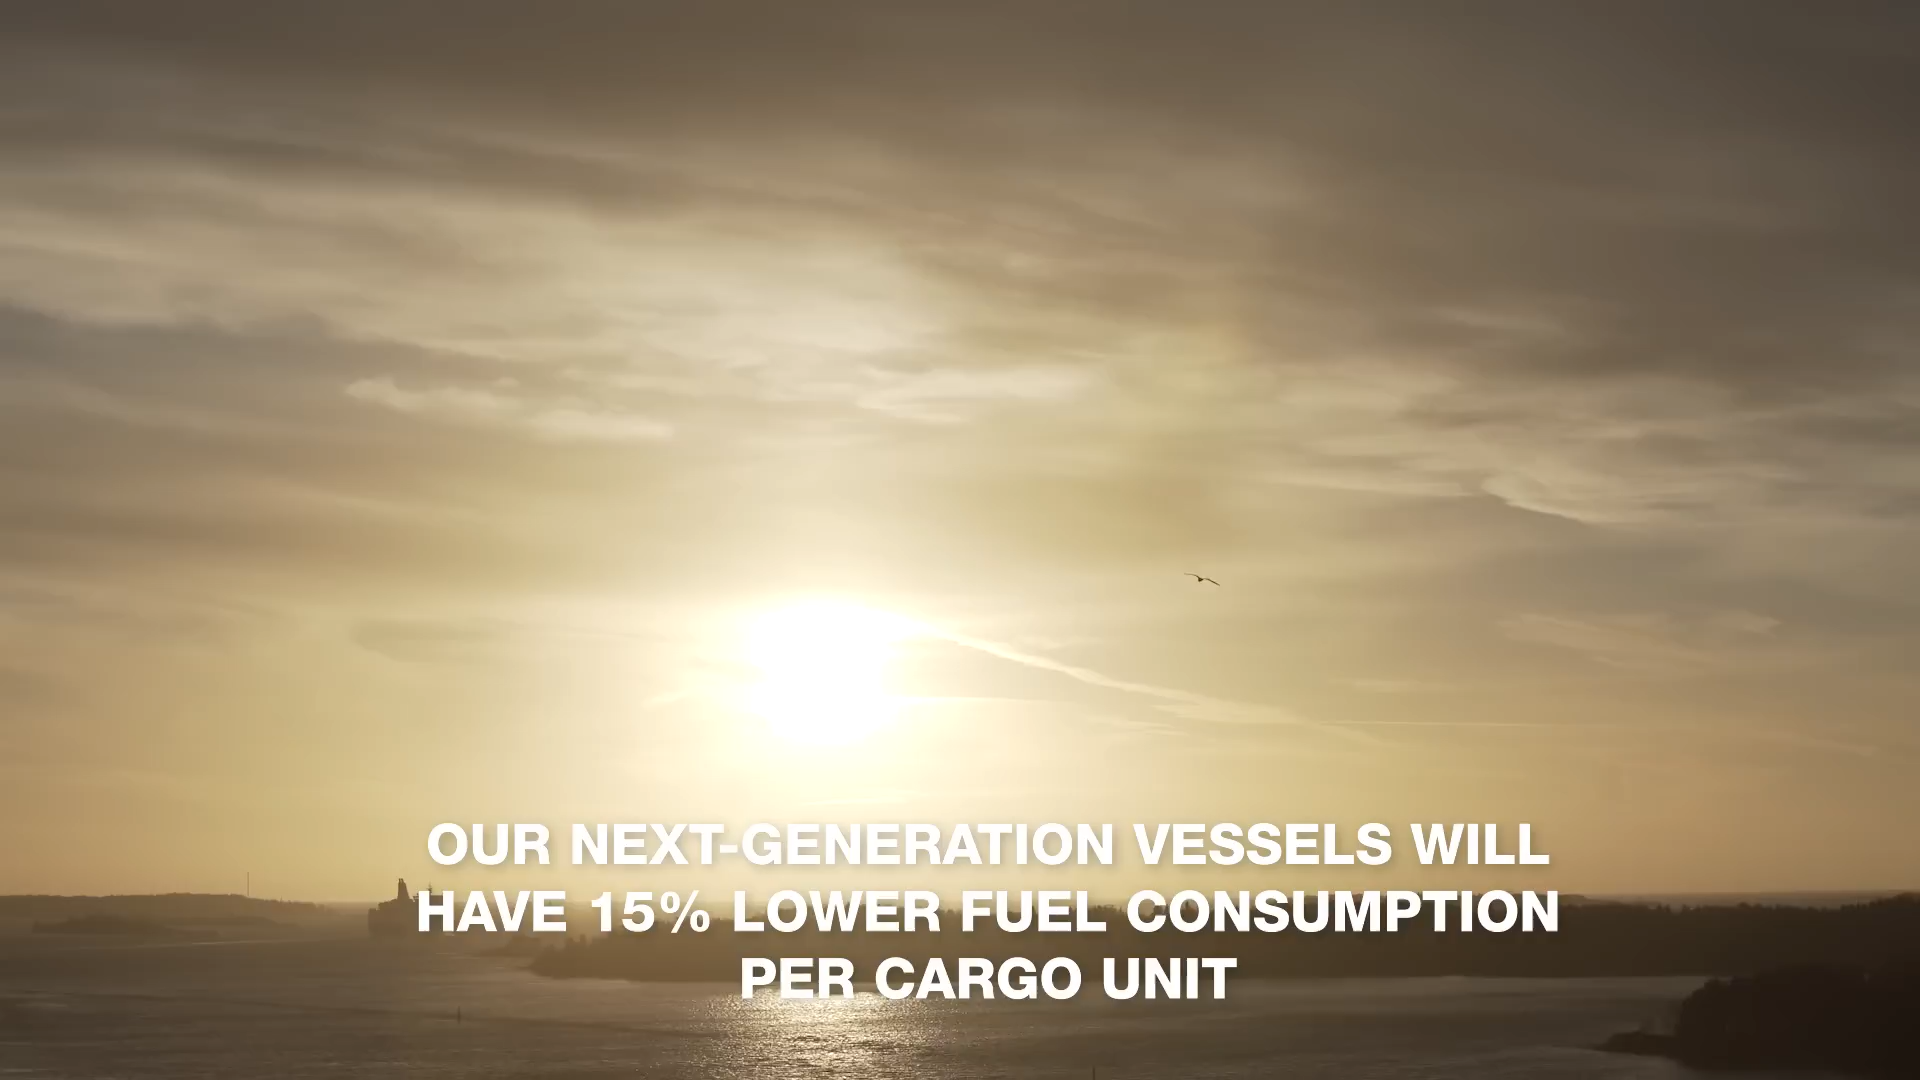 OUR NEXT-GENERATION VESSELS WILL
HAVE 15% LOWER FUEL CONSUMPTION
PER CARGO UNIT